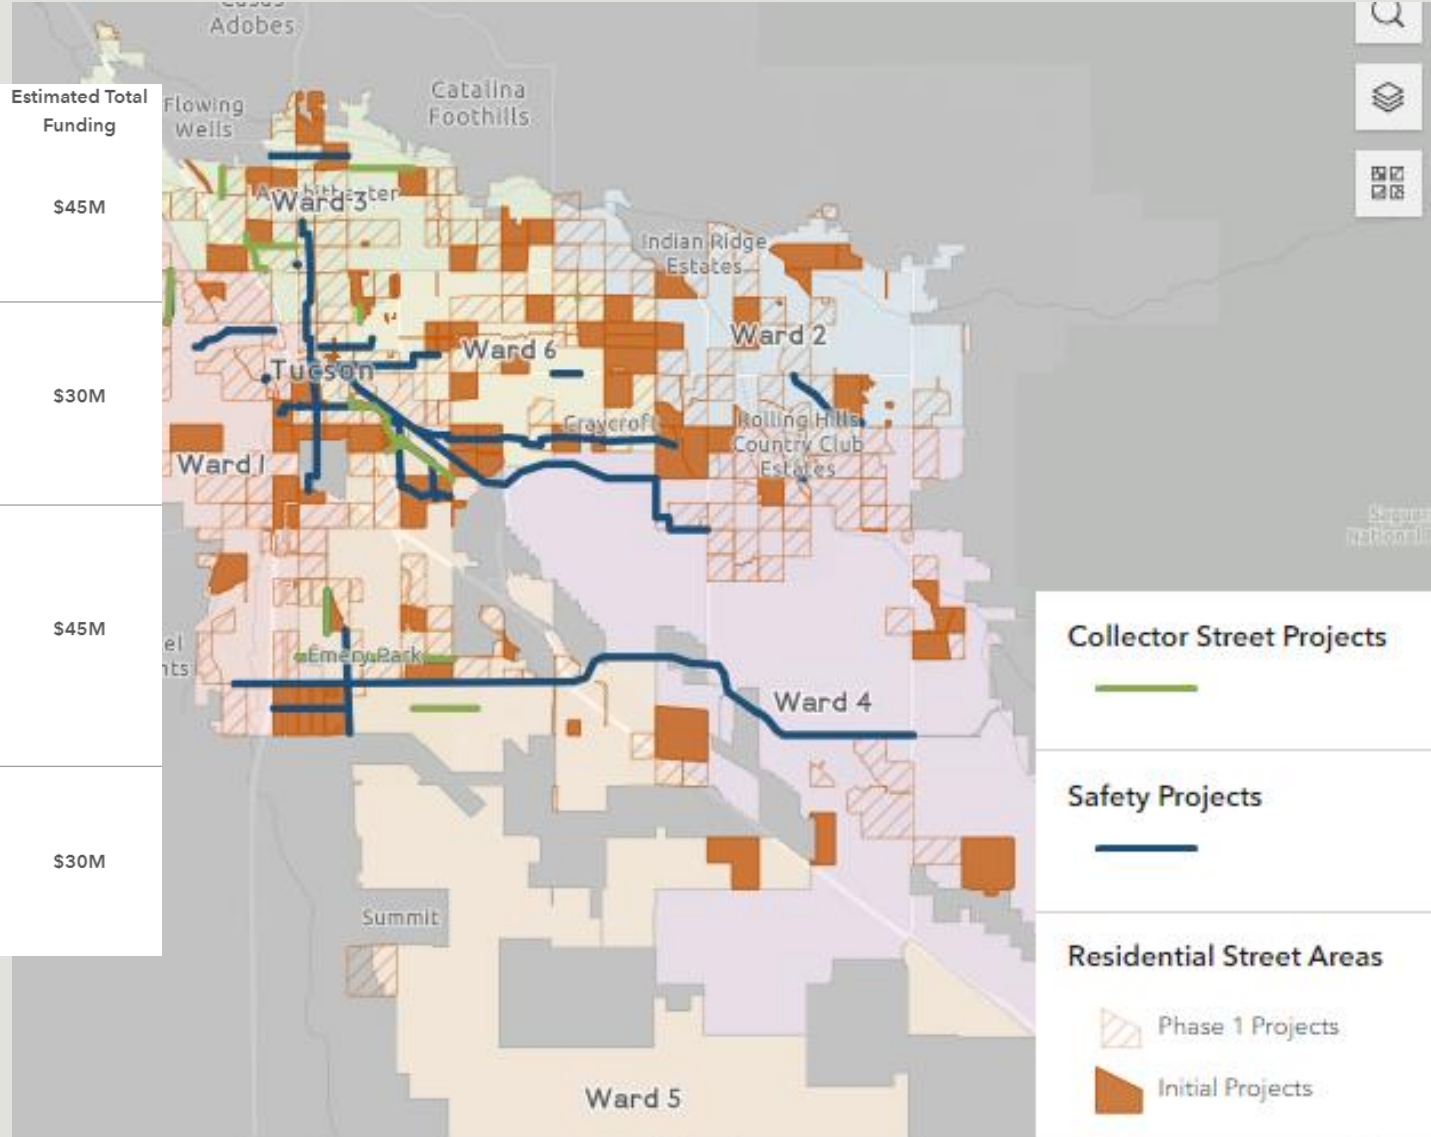 Adobes
Catalina
Foothills
Flowing
Wells
Estimated Total
Funding
$45M
$30M
$45M
$30M
Ward 3
Indian Ridge
Estates
Ward 2
Ward 6
Tucson
Craycroft
Rolling Hills
Country Club
Estates
Ward 1
Emery Park
Ward 4
Summit
Ward 5
Collector Street Projects
Safety Projects
Residential Street Areas
Phase 1 Projects
Initial Projects